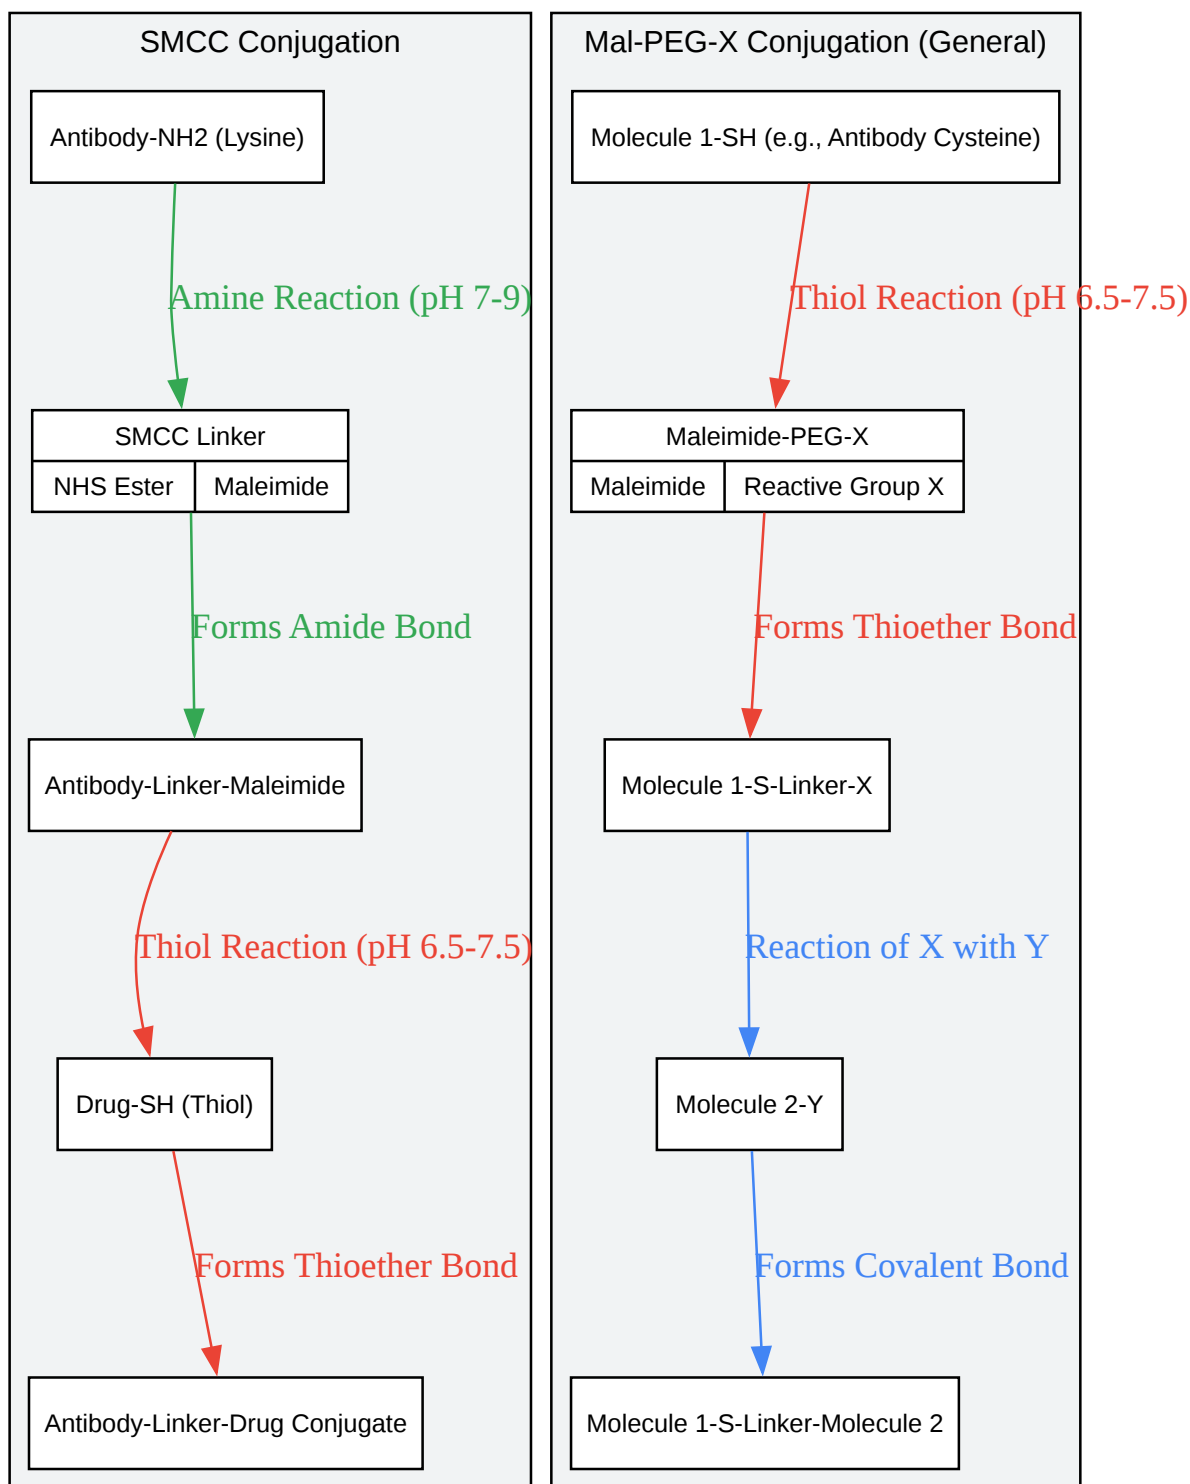 SMCC Conjugation
Antibody-NH2 (Lysine)
Amine Reaction (pH 7-9)
SMCC Linker
NHS Ester
Maleimide
Forms Amide Bond
Antibody-Linker-Maleimide
Thiol Reaction (pH 6.5-7.5)
Drug-SH (Thiol)
Forms Thioether Bond
Antibody-Linker-Drug Conjugate
Mal-PEG-X Conjugation (General)
Molecule 1-SH (e.g., Antibody Cysteine)
Thiol Reaction (pH 6.5-7.5)
Maleimide-PEG-X
Maleimide
Reactive Group X
Forms Thioether Bond
Molecule 1-S-Linker-X
Reaction of X with Y
Molecule 2-Y
Forms Covalent Bond
Molecule 1-S-Linker-Molecule 2